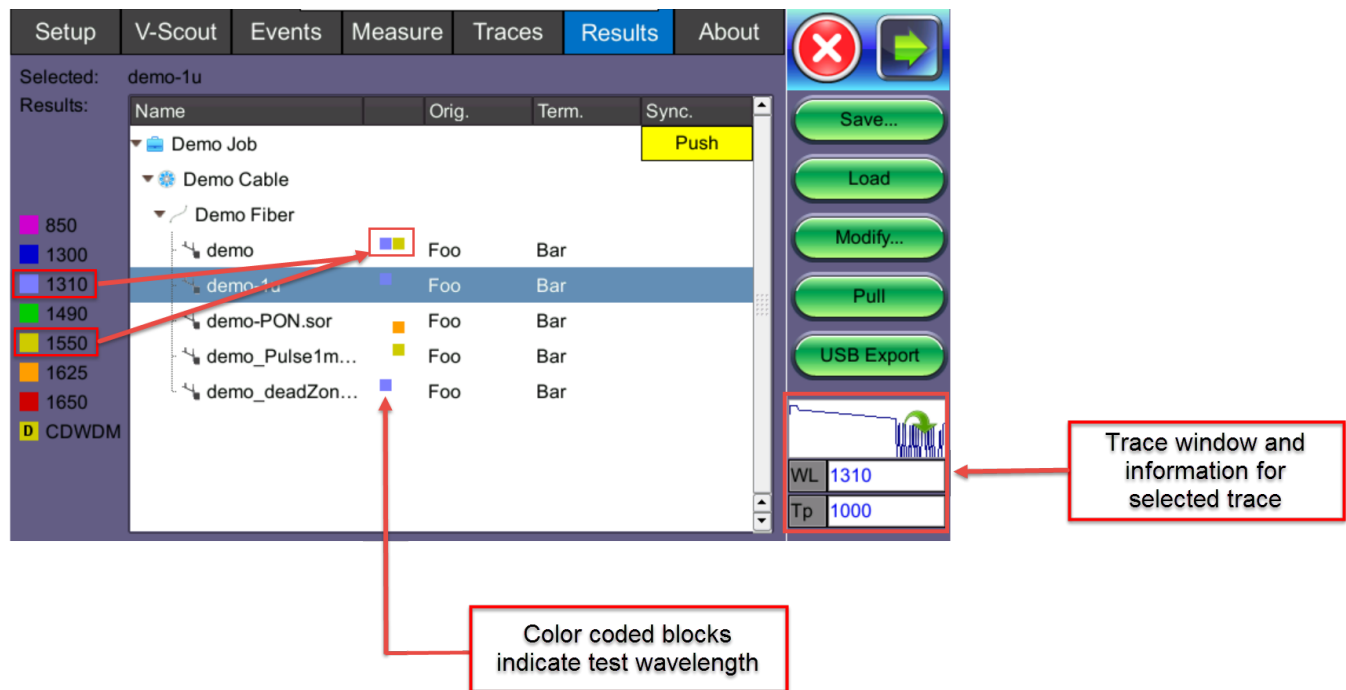 Setup V-Scout Events Measure Traces Results About
Selected: demo-1u
Results:
Name Orig. Term. Sync.
Demo Job Push
Demo Cable
Demo Fiber
demo Foo Bar
demo-1u Foo Bar
demo-PON.sor Foo Bar
demo_Pulse1m... Foo Bar
demo_deadZon... Foo Bar
850
1300
1310
1490
1550
1625
1650
D CDWDM
Save...
Load
Modify...
Pull
USB Export
WL 1310
Tp 1000
Trace window and
information for
selected trace
Color coded blocks
indicate test wavelength